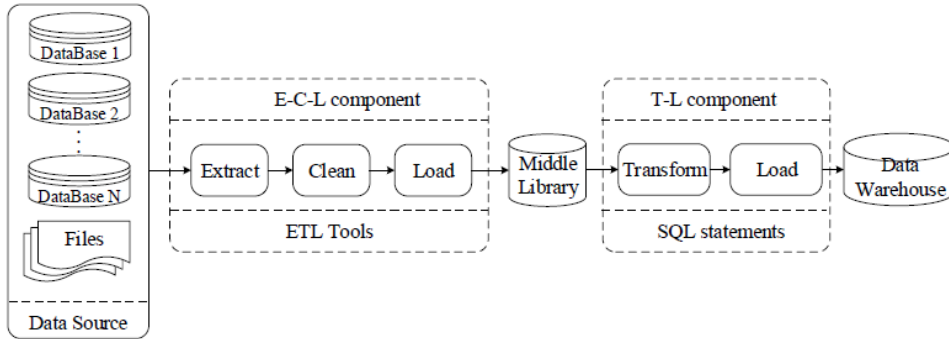 DataBase 1
DataBase 2
DataBase N
Files
Data Source
E-C-L component
Extract
Clean
Load
ETL Tools
Middle
Library
T-L component
Transform
Load
SQL statements
Data
Warehouse